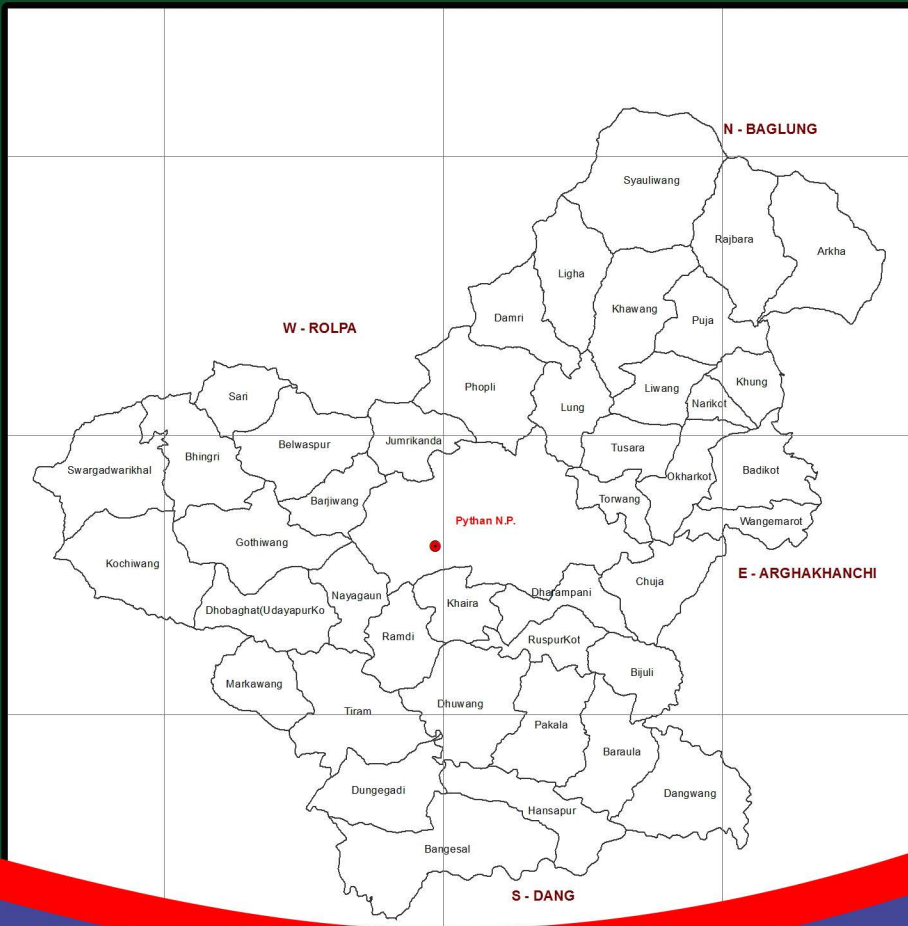 N - BAGLUNG
Syauliwang
Rajbara
Arkha
Ligha
Khawang
Damri
Puja
W - ROLPA
Phopli
Khung
Liwang
Sari
Narikot
Lung
Jumrikanda
Belwaspur
Tusara
Bhingri
Swargadwarikhal
Badikot
Okharkot
Barjiwang
Torwang
Pythan N.P.
Wangemarot
Gothiwang
Kochiwang
E - ARGHAKHANCHI
Chuja
Dharampani
Nayagaun
Khaira
Dhobaghat(UdayapurKo
Ramdi
RuspurKot
Bijuli
Markawang
Dhuwang
Tiram
Pakala
Baraula
Dungegadi
Dangwang
Hansapur
Bangesal
S - DANG